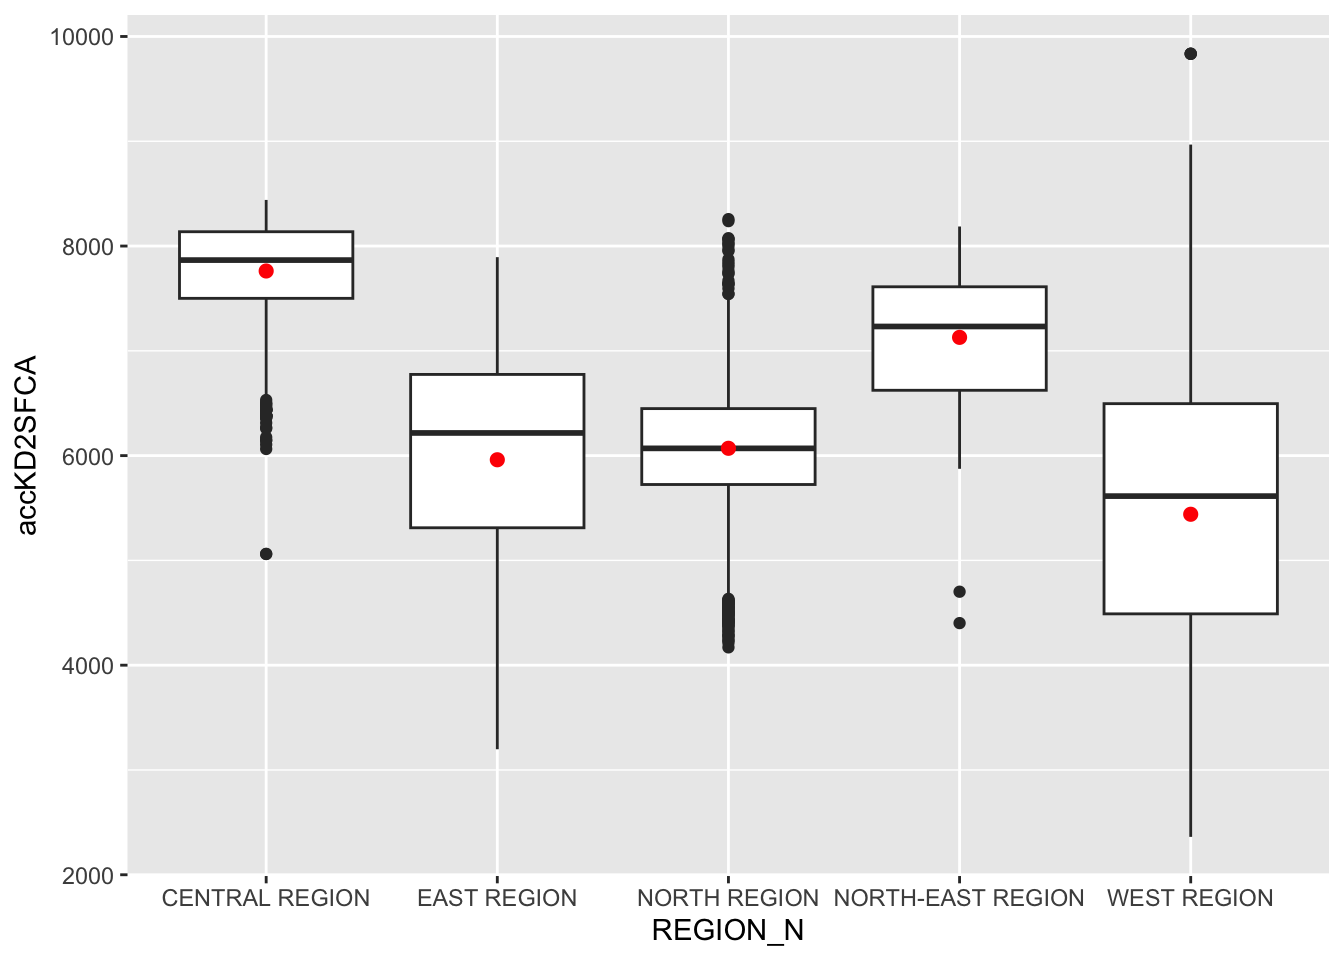 10000
8000
6000
4000
2000
accKD2SFCA
CENTRAL REGION
EAST REGION
NORTH REGION
NORTH-EAST REGION
WEST REGION
REGION_N